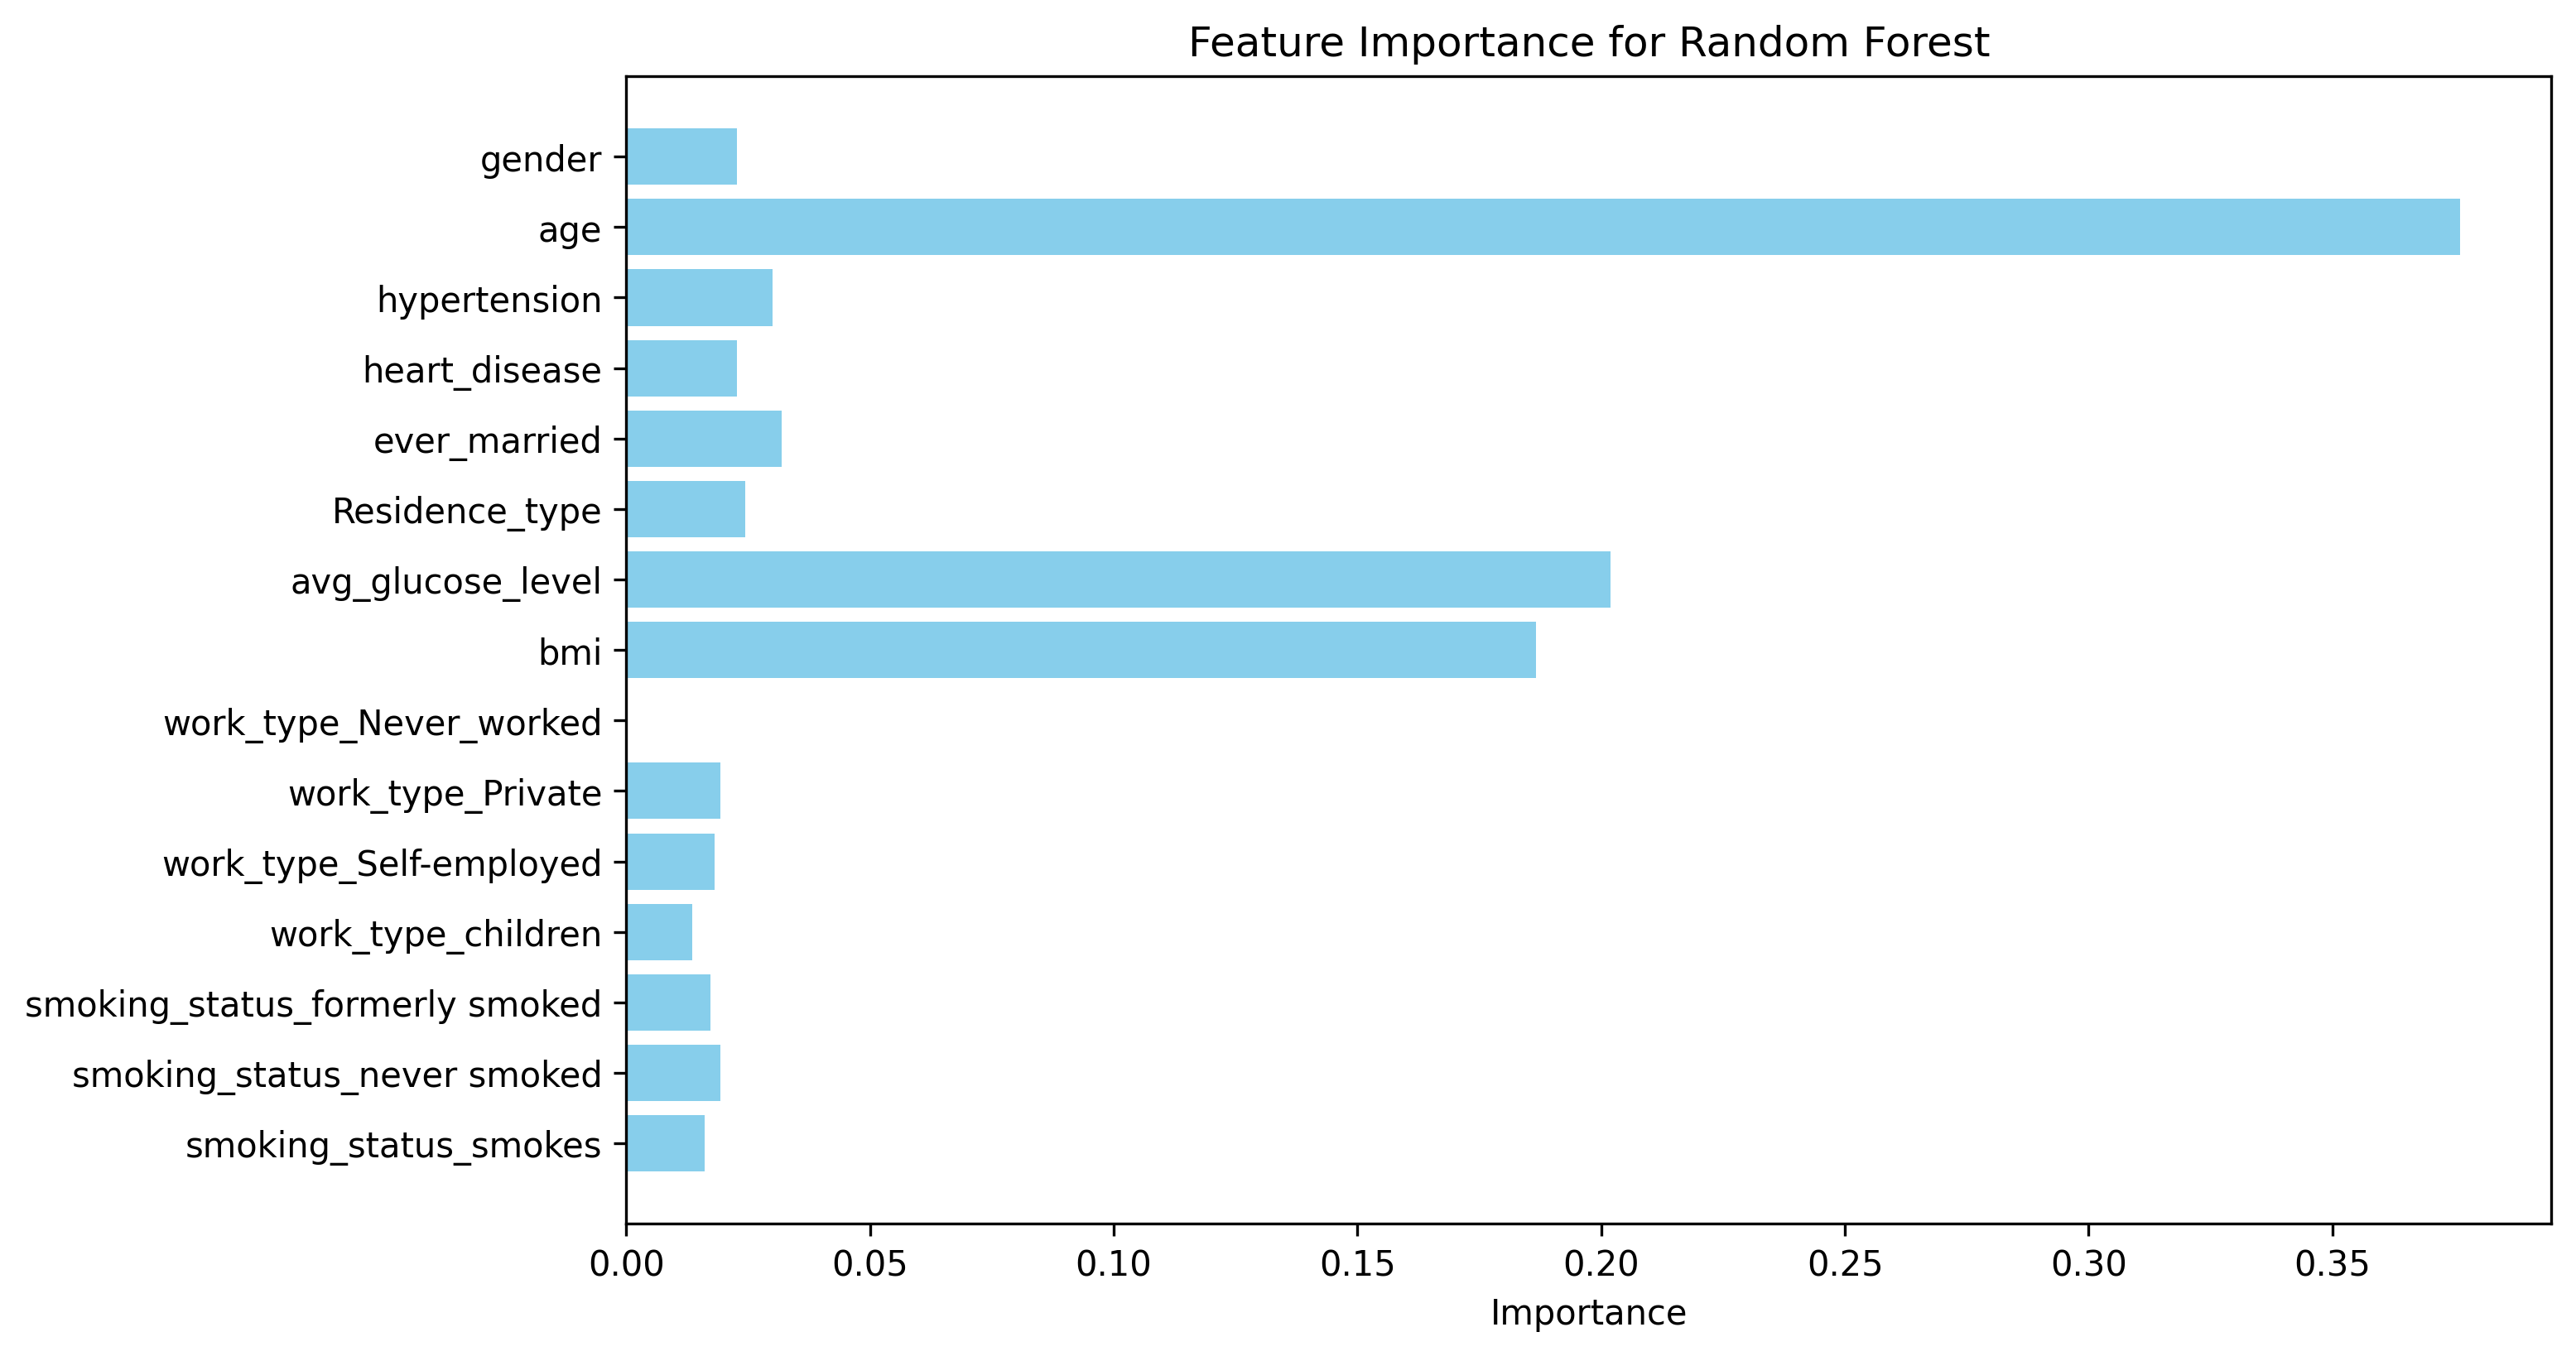 Feature Importance for Random Forest
gender
age
hypertension
heart_disease
ever_married
Residence_type
avg_glucose_level
bmi
work_type_Never_worked
work_type_Private
work_type_Self-employed
work_type_children
smoking_status_formerly smoked
smoking_status_never smoked
smoking_status_smokes
0.00 0.05 0.10 0.15 0.20 0.25 0.30 0.35
Importance